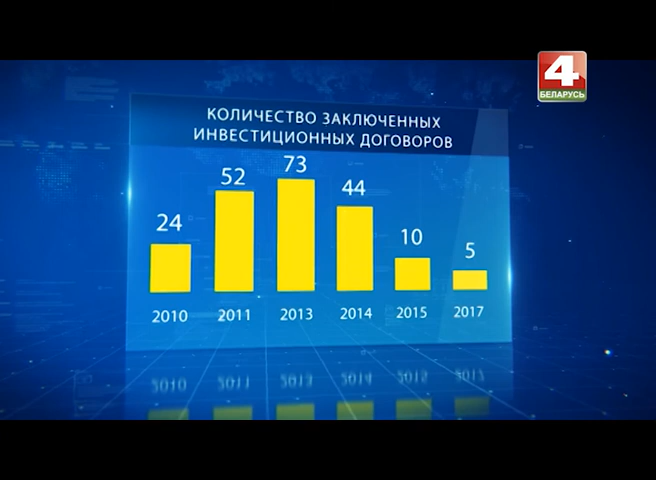 4
БЕЛАРУСЬ
КОЛИЧЕСТВО ЗАКЛЮЧЕННЫХ
ИНВЕСТИЦИОННЫХ ДОГОВОРОВ
24 52 73 44 10 5
2010 2011 2013 2014 2015 2017